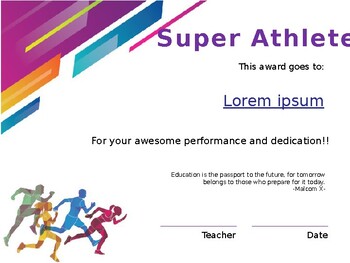 Super Athlete
This award goes to:
Lorem ipsum
For your awesome performance and dedication!!
Education is the passport to the future, for tomorrow
belongs to those who prepare for it today.
-Malcom X-
Teacher
Date